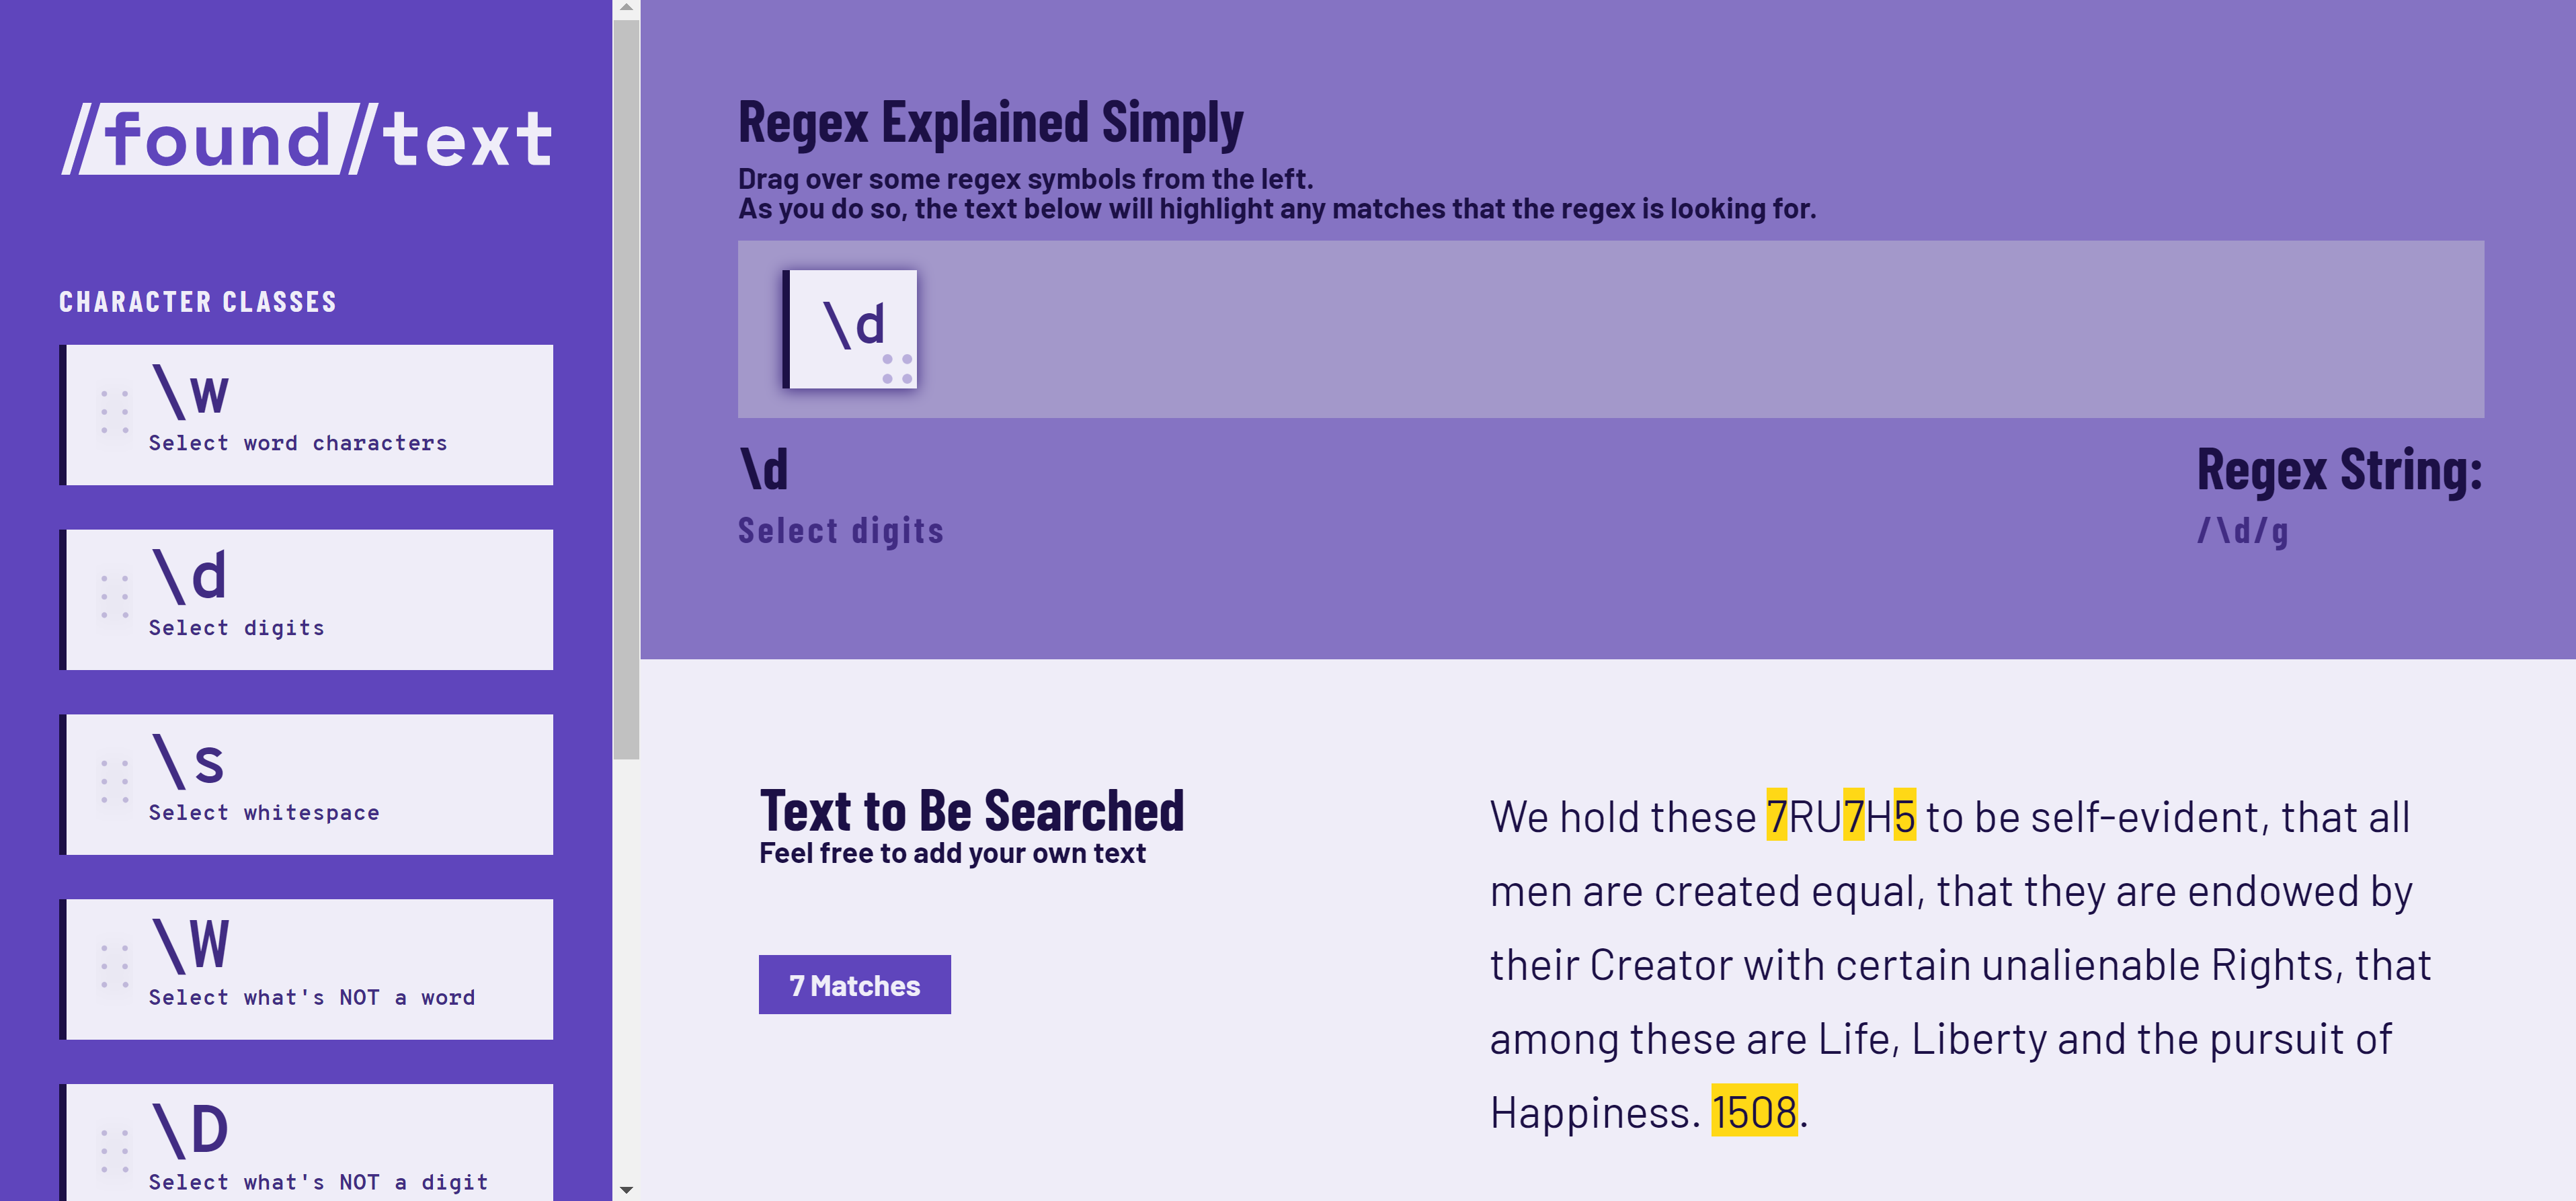 //found//text
CHARACTER CLASSES
\w
Select word characters
\d
Select digits
\s
Select whitespace
\W
Select what's NOT a word
\D
Select what's NOT a digit
Regex Explained Simply
Drag over some regex symbols from the left.
As you do so, the text below will highlight any matches that the regex is looking for.
\d
\d
Select digits
Regex String:
/\d/g
Text to Be Searched
Feel free to add your own text
7 Matches
We hold these 7RU7H5 to be self-evident, that all
men are created equal, that they are endowed by
their Creator with certain unalienable Rights, that
among these are Life, Liberty and the pursuit of
Happiness. 1508.